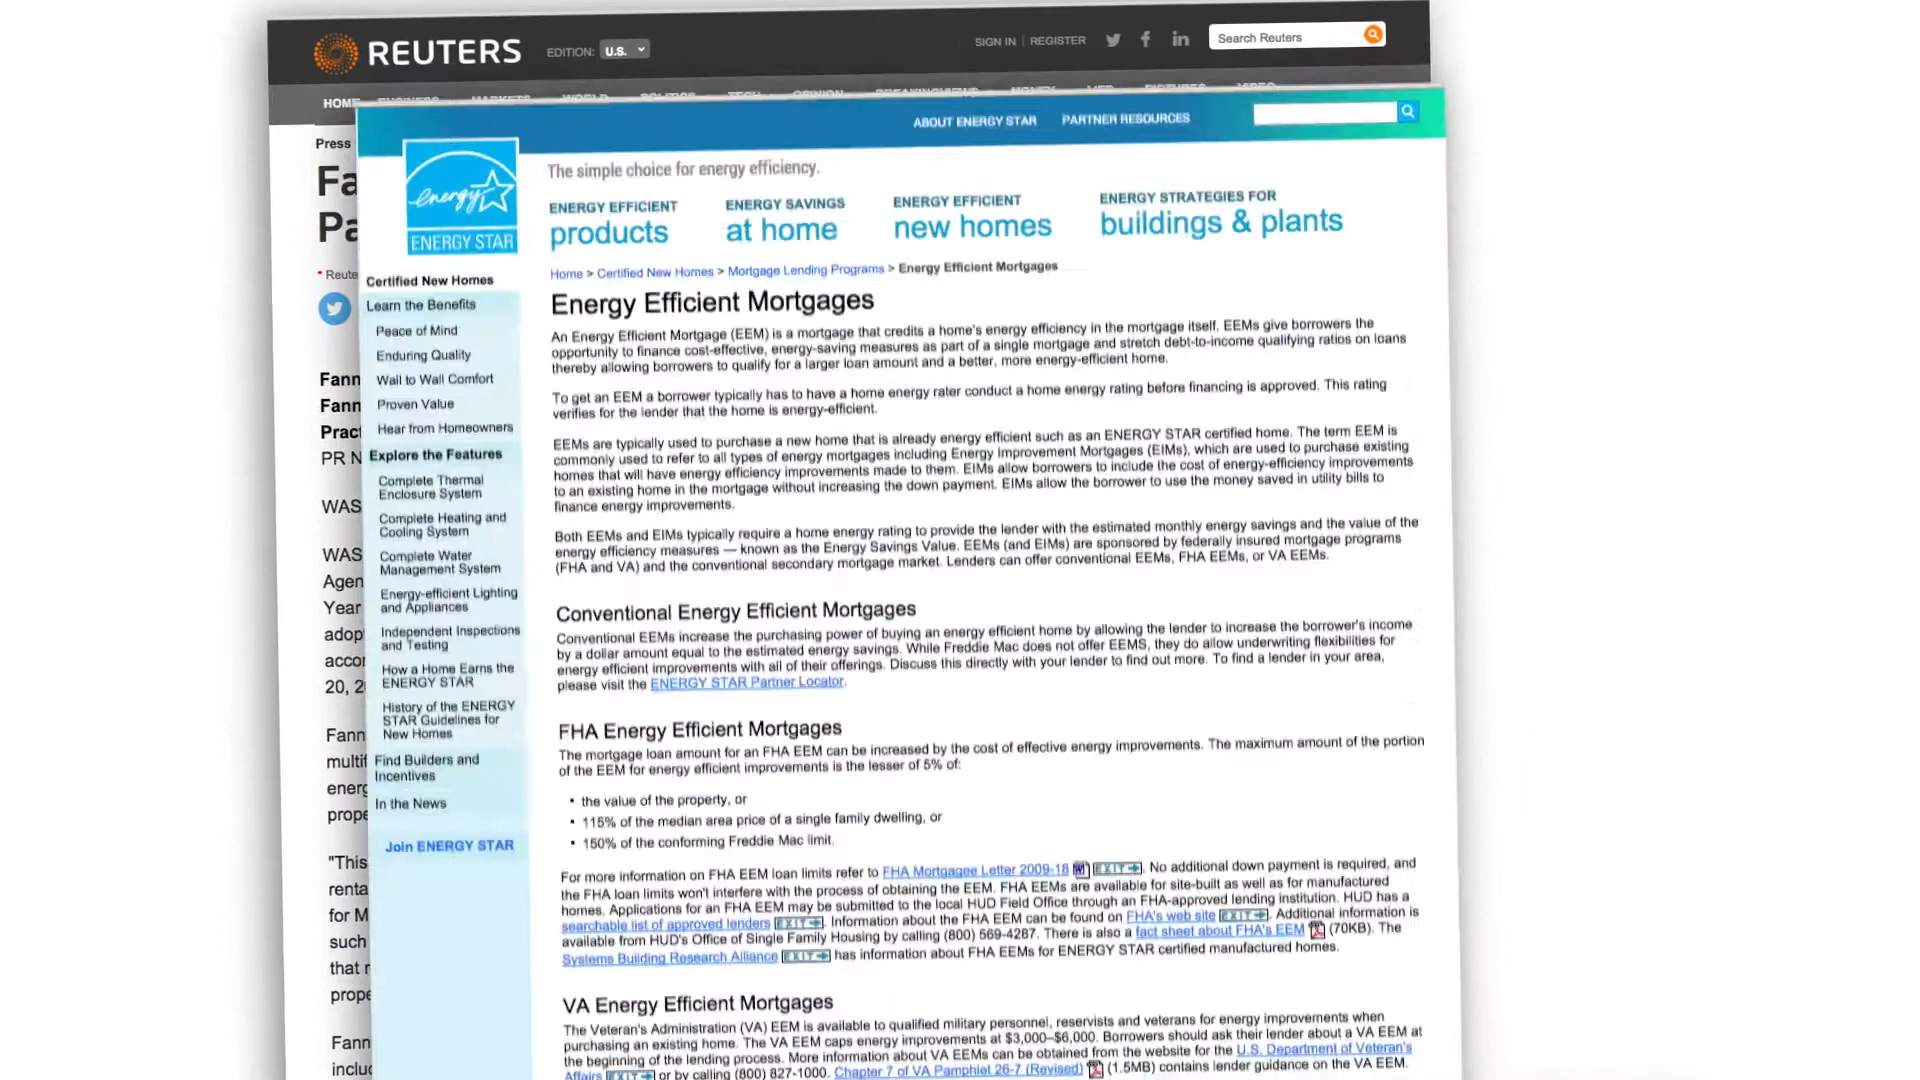 REUTERS
EDITION:
U.S.
SIGN IN | REGISTER
Search Reuters
HOME
Press
Fa
Pa
* Reute
Fann
Fann
Pract
PR N
WAS
WAS
Agen
Year
adop
accor
20, 2
Fann
multif
energ
prope
"This
renta
for M
such
that r
prope
Fann
includ
ABOUT ENERGY STAR
PARTNER RESOURCES
energy
ENERGY STAR
The simple choice for energy efficiency.
ENERGY EFFICIENT
products
ENERGY SAVINGS
at home
ENERGY EFFICIENT
new homes
ENERGY STRATEGIES FOR
buildings & plants
Certified New Homes
Learn the Benefits
Peace of Mind
Enduring Quality
Wall to Wall Comfort
Proven Value
Hear from Homeowners
Explore the Features
Complete Thermal
Enclosure System
Complete Heating and
Cooling System
Complete Water
Management System
Energy-efficient Lighting
and Appliances
Independent Inspections
and Testing
How a Home Earns the
ENERGY STAR
History of the ENERGY
STAR Guidelines for
New Homes
Find Builders and
Incentives
In the News
Join ENERGY STAR
Home > Certified New Homes > Mortgage Lending Programs > Energy Efficient Mortgages
Energy Efficient Mortgages
An Energy Efficient Mortgage (EEM) is a mortgage that credits a home's energy efficiency in the mortgage itself. EEMs give borrowers the
opportunity to finance cost-effective, energy-saving measures as part of a single mortgage and stretch debt-to-income qualifying ratios on loans
thereby allowing borrowers to qualify for a larger loan amount and a better, more energy-efficient home.
To get an EEM a borrower typically has to have a home energy rater conduct a home energy rating before financing is approved. This rating
verifies for the lender that the home is energy-efficient.
EEMs are typically used to purchase a new home that is already energy efficient such as an ENERGY STAR certified home. The term EEM is
commonly used to refer to all types of energy mortgages including Energy Improvement Mortgages (EIMs), which are used to purchase existing
homes that will have energy efficiency improvements made to them. EIMs allow borrowers to include the cost of energy-efficiency improvements
to an existing home in the mortgage without increasing the down payment. EIMs allow the borrower to use the money saved in utility bills to
finance energy improvements.
Both EEMs and EIMs typically require a home energy rating to provide the lender with the estimated monthly energy savings and the value of the
energy efficiency measures — known as the Energy Savings Value. EEMs (and EIMs) are sponsored by federally insured mortgage programs
(FHA and VA) and the conventional secondary mortgage market. Lenders can offer conventional EEMs, FHA EEMs, or VA EEMs.
Conventional Energy Efficient Mortgages
Conventional EEMs increase the purchasing power of buying an energy efficient home by allowing the lender to increase the borrower's income
by a dollar amount equal to the estimated energy savings. While Freddie Mac does not offer EEMS, they do allow underwriting flexibilities for
energy efficient improvements with all of their offerings. Discuss this directly with your lender to find out more. To find a lender in your area,
please visit the ENERGY STAR Partner Locator.
FHA Energy Efficient Mortgages
The mortgage loan amount for an FHA EEM can be increased by the cost of effective energy improvements. The maximum amount of the portion
of the EEM for energy efficient improvements is the lesser of 5% of:
• the value of the property, or
• 115% of the median area price of a single family dwelling, or
• 150% of the conforming Freddie Mac limit.
For more information on FHA EEM loan limits refer to FHA Mortgagee Letter 2009-18 EXIT. No additional down payment is required, and
the FHA loan limits won't interfere with the process of obtaining the EEM. FHA EEMs are available for site-built as well as for manufactured
homes. Applications for an FHA EEM may be submitted to the local HUD Field Office through an FHA-approved lending institution. HUD has a
searchable list of approved lenders EXIT. Information about the FHA EEM can be found on FHA's web site EXIT. Additional information is
available from HUD's Office of Single Family Housing by calling (800) 569-4287. There is also a fact sheet about FHA's EEM (70KB). The
Systems Building Research Alliance EXIT has information about FHA EEMs for ENERGY STAR certified manufactured homes.
VA Energy Efficient Mortgages
The Veteran's Administration (VA) EEM is available to qualified military personnel, reservists and veterans for energy improvements when
purchasing an existing home. The VA EEM caps energy improvements at $3,000–$6,000. Borrowers should ask their lender about a VA EEM at
the beginning of the lending process. More information about VA EEMs can be obtained from the website for the U.S. Department of Veteran's
Affairs EXIT or by calling (800) 827-1000. Chapter 7 of VA Pamphlet 26-7 (Revised) (1.5MB) contains lender guidance on the VA EEM.